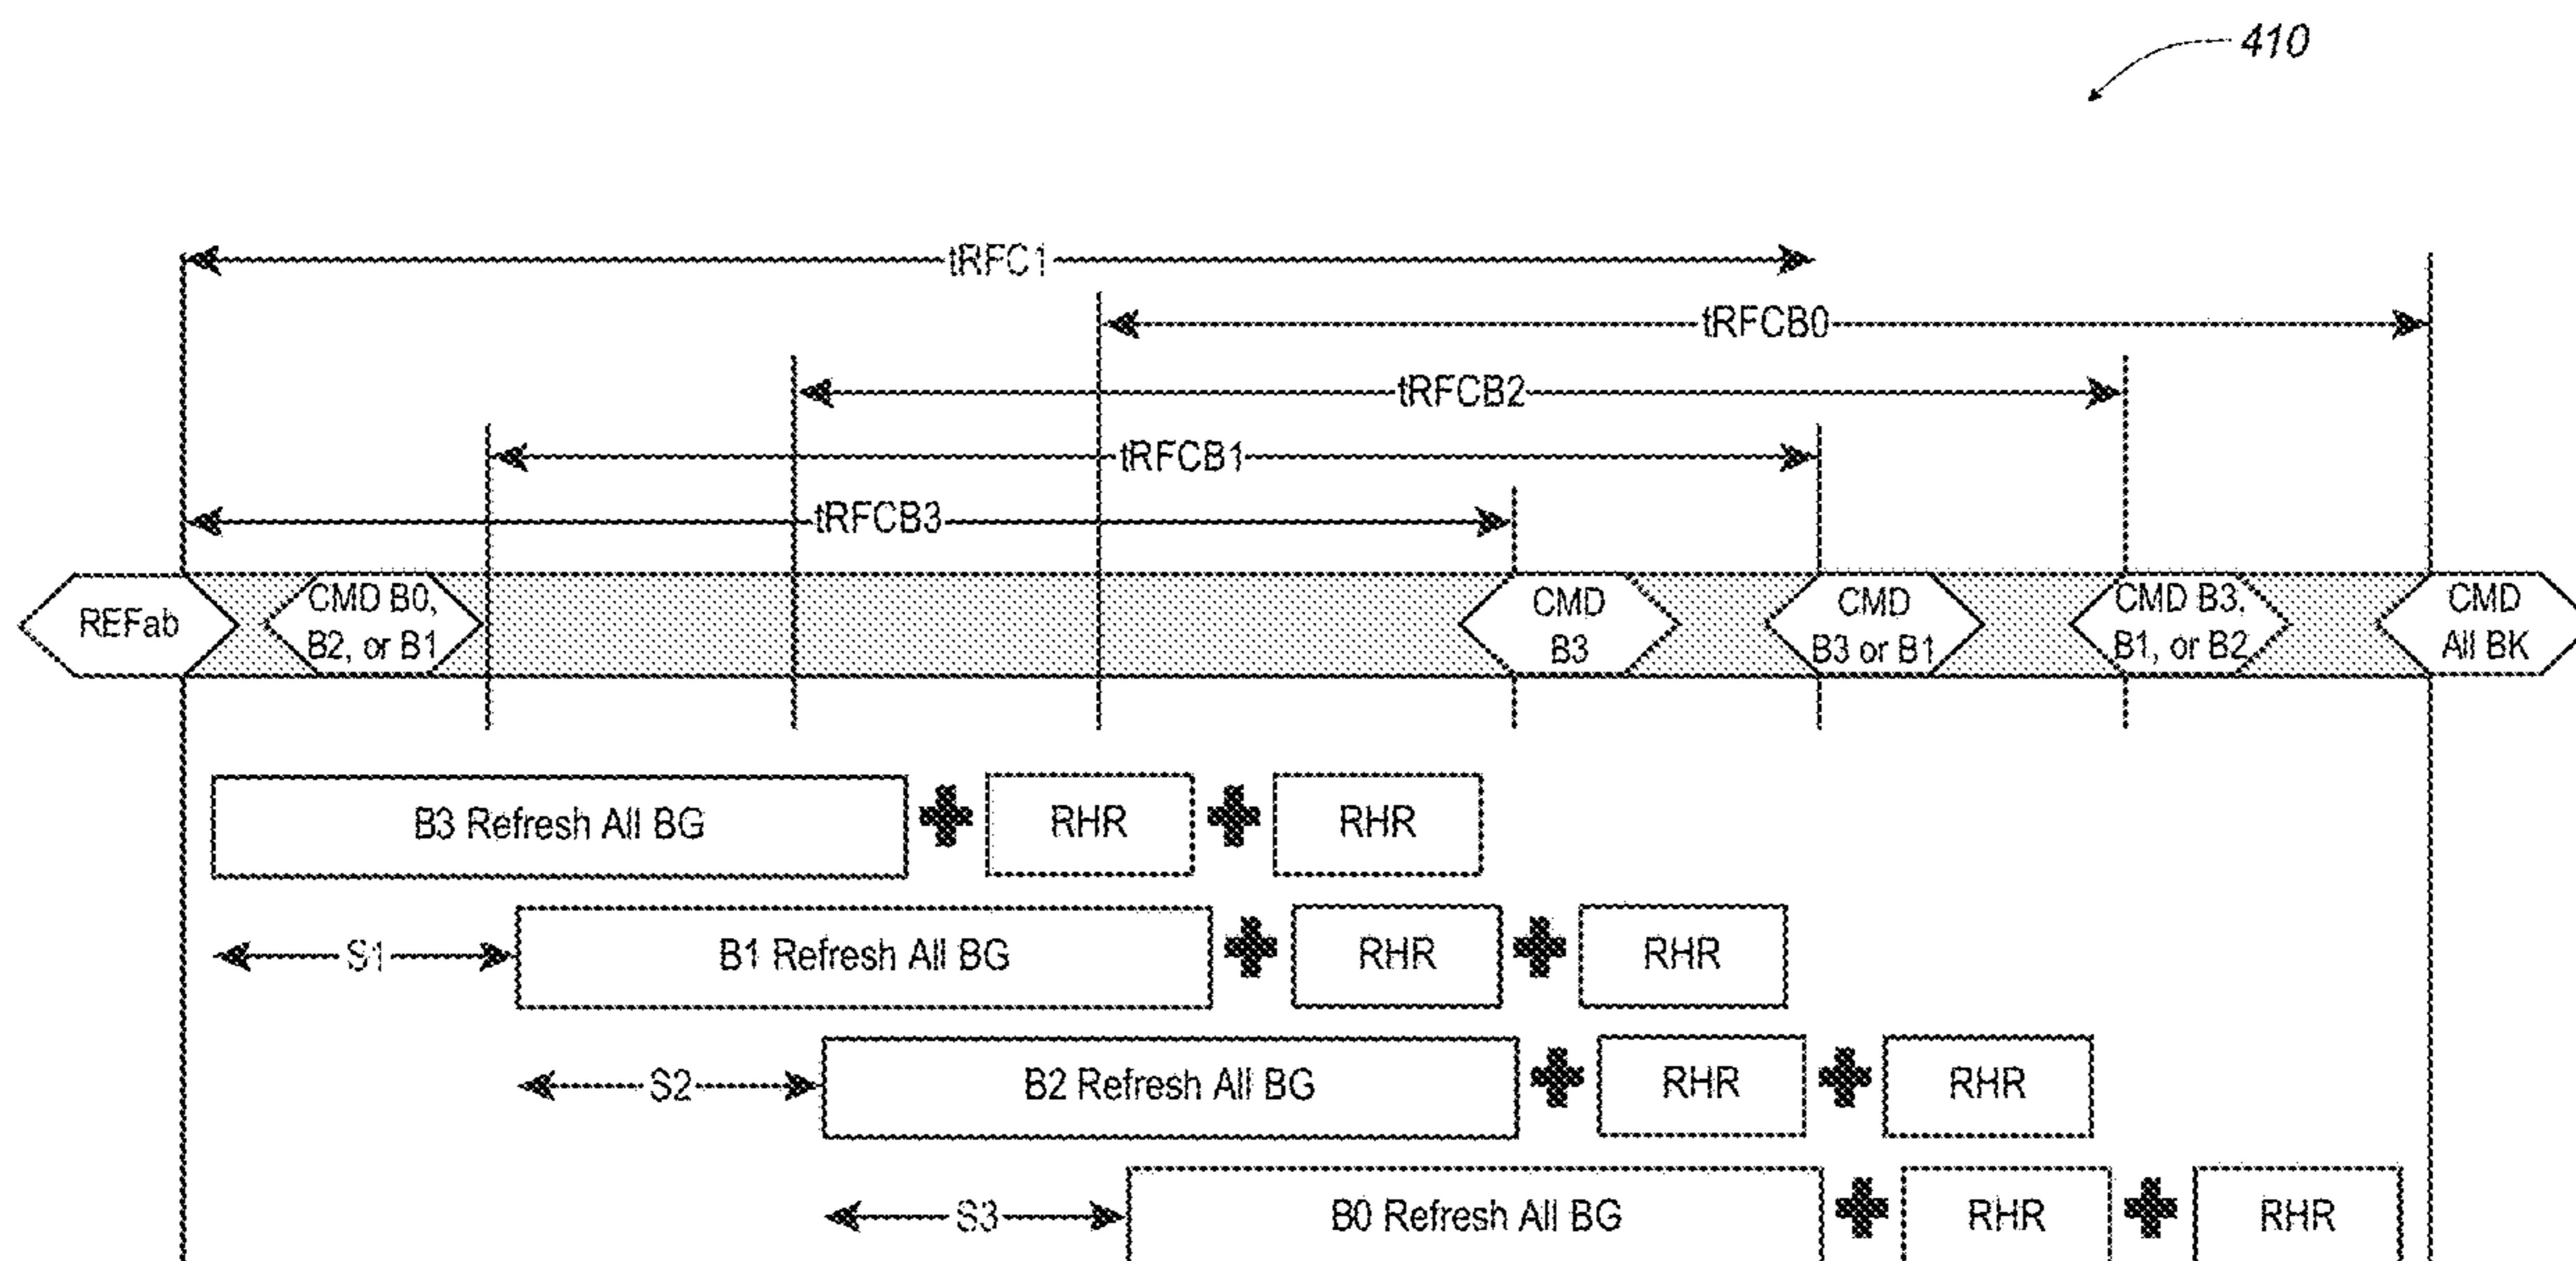 410
tRFC1
tRFCB0
tRFCB2
tRFCB1
tRFCB3
REFab
CMD B0,
B2, or B1
CMD
B3
CMD
B3 or B1
CMD B3,
B1, or B2
CMD
All BK
B3 Refresh All BG
RHR
RHR
S1
B1 Refresh All BG
RHR
RHR
S2
B2 Refresh All BG
RHR
RHR
S3
B0 Refresh All BG
RHR
RHR